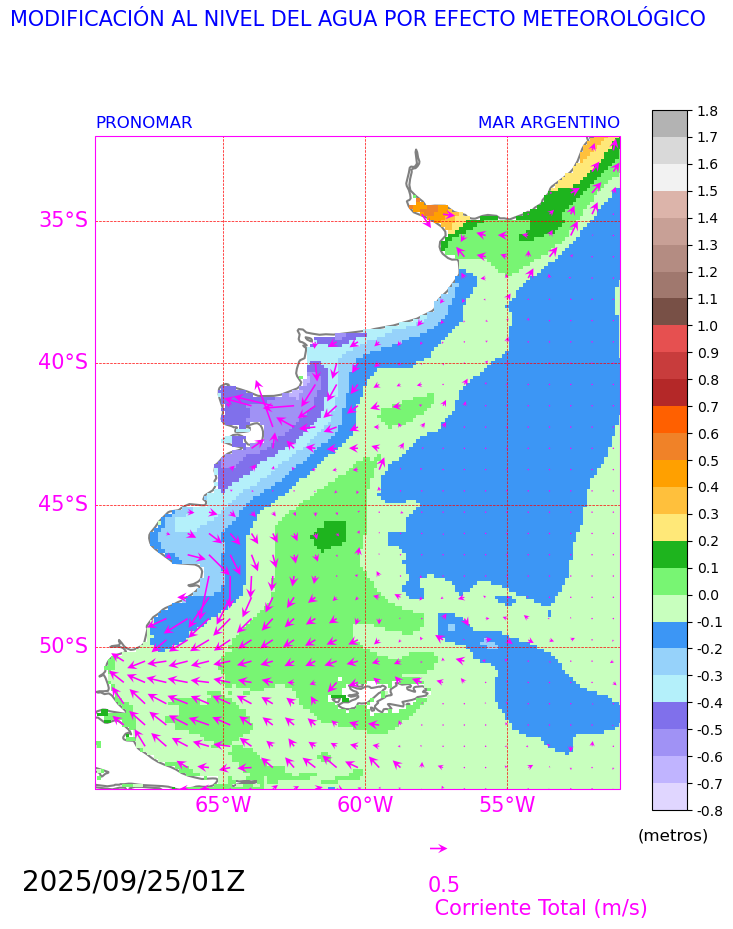 MODIFICACIÓN AL NIVEL DEL AGUA POR EFECTO METEOROLÓGICO
PRONOMAR MAR ARGENTINO
35°S
40°S
45°S
50°S
65°W 60°W 55°W
1.8
1.7
1.6
1.5
1.4
1.3
1.2
1.1
1.0
0.9
0.8
0.7
0.6
0.5
0.4
0.3
0.2
0.1
0.0
-0.1
-0.2
-0.3
-0.4
-0.5
-0.6
-0.7
-0.8
(metros)
2025/09/25/01Z
0.5
Corriente Total (m/s)